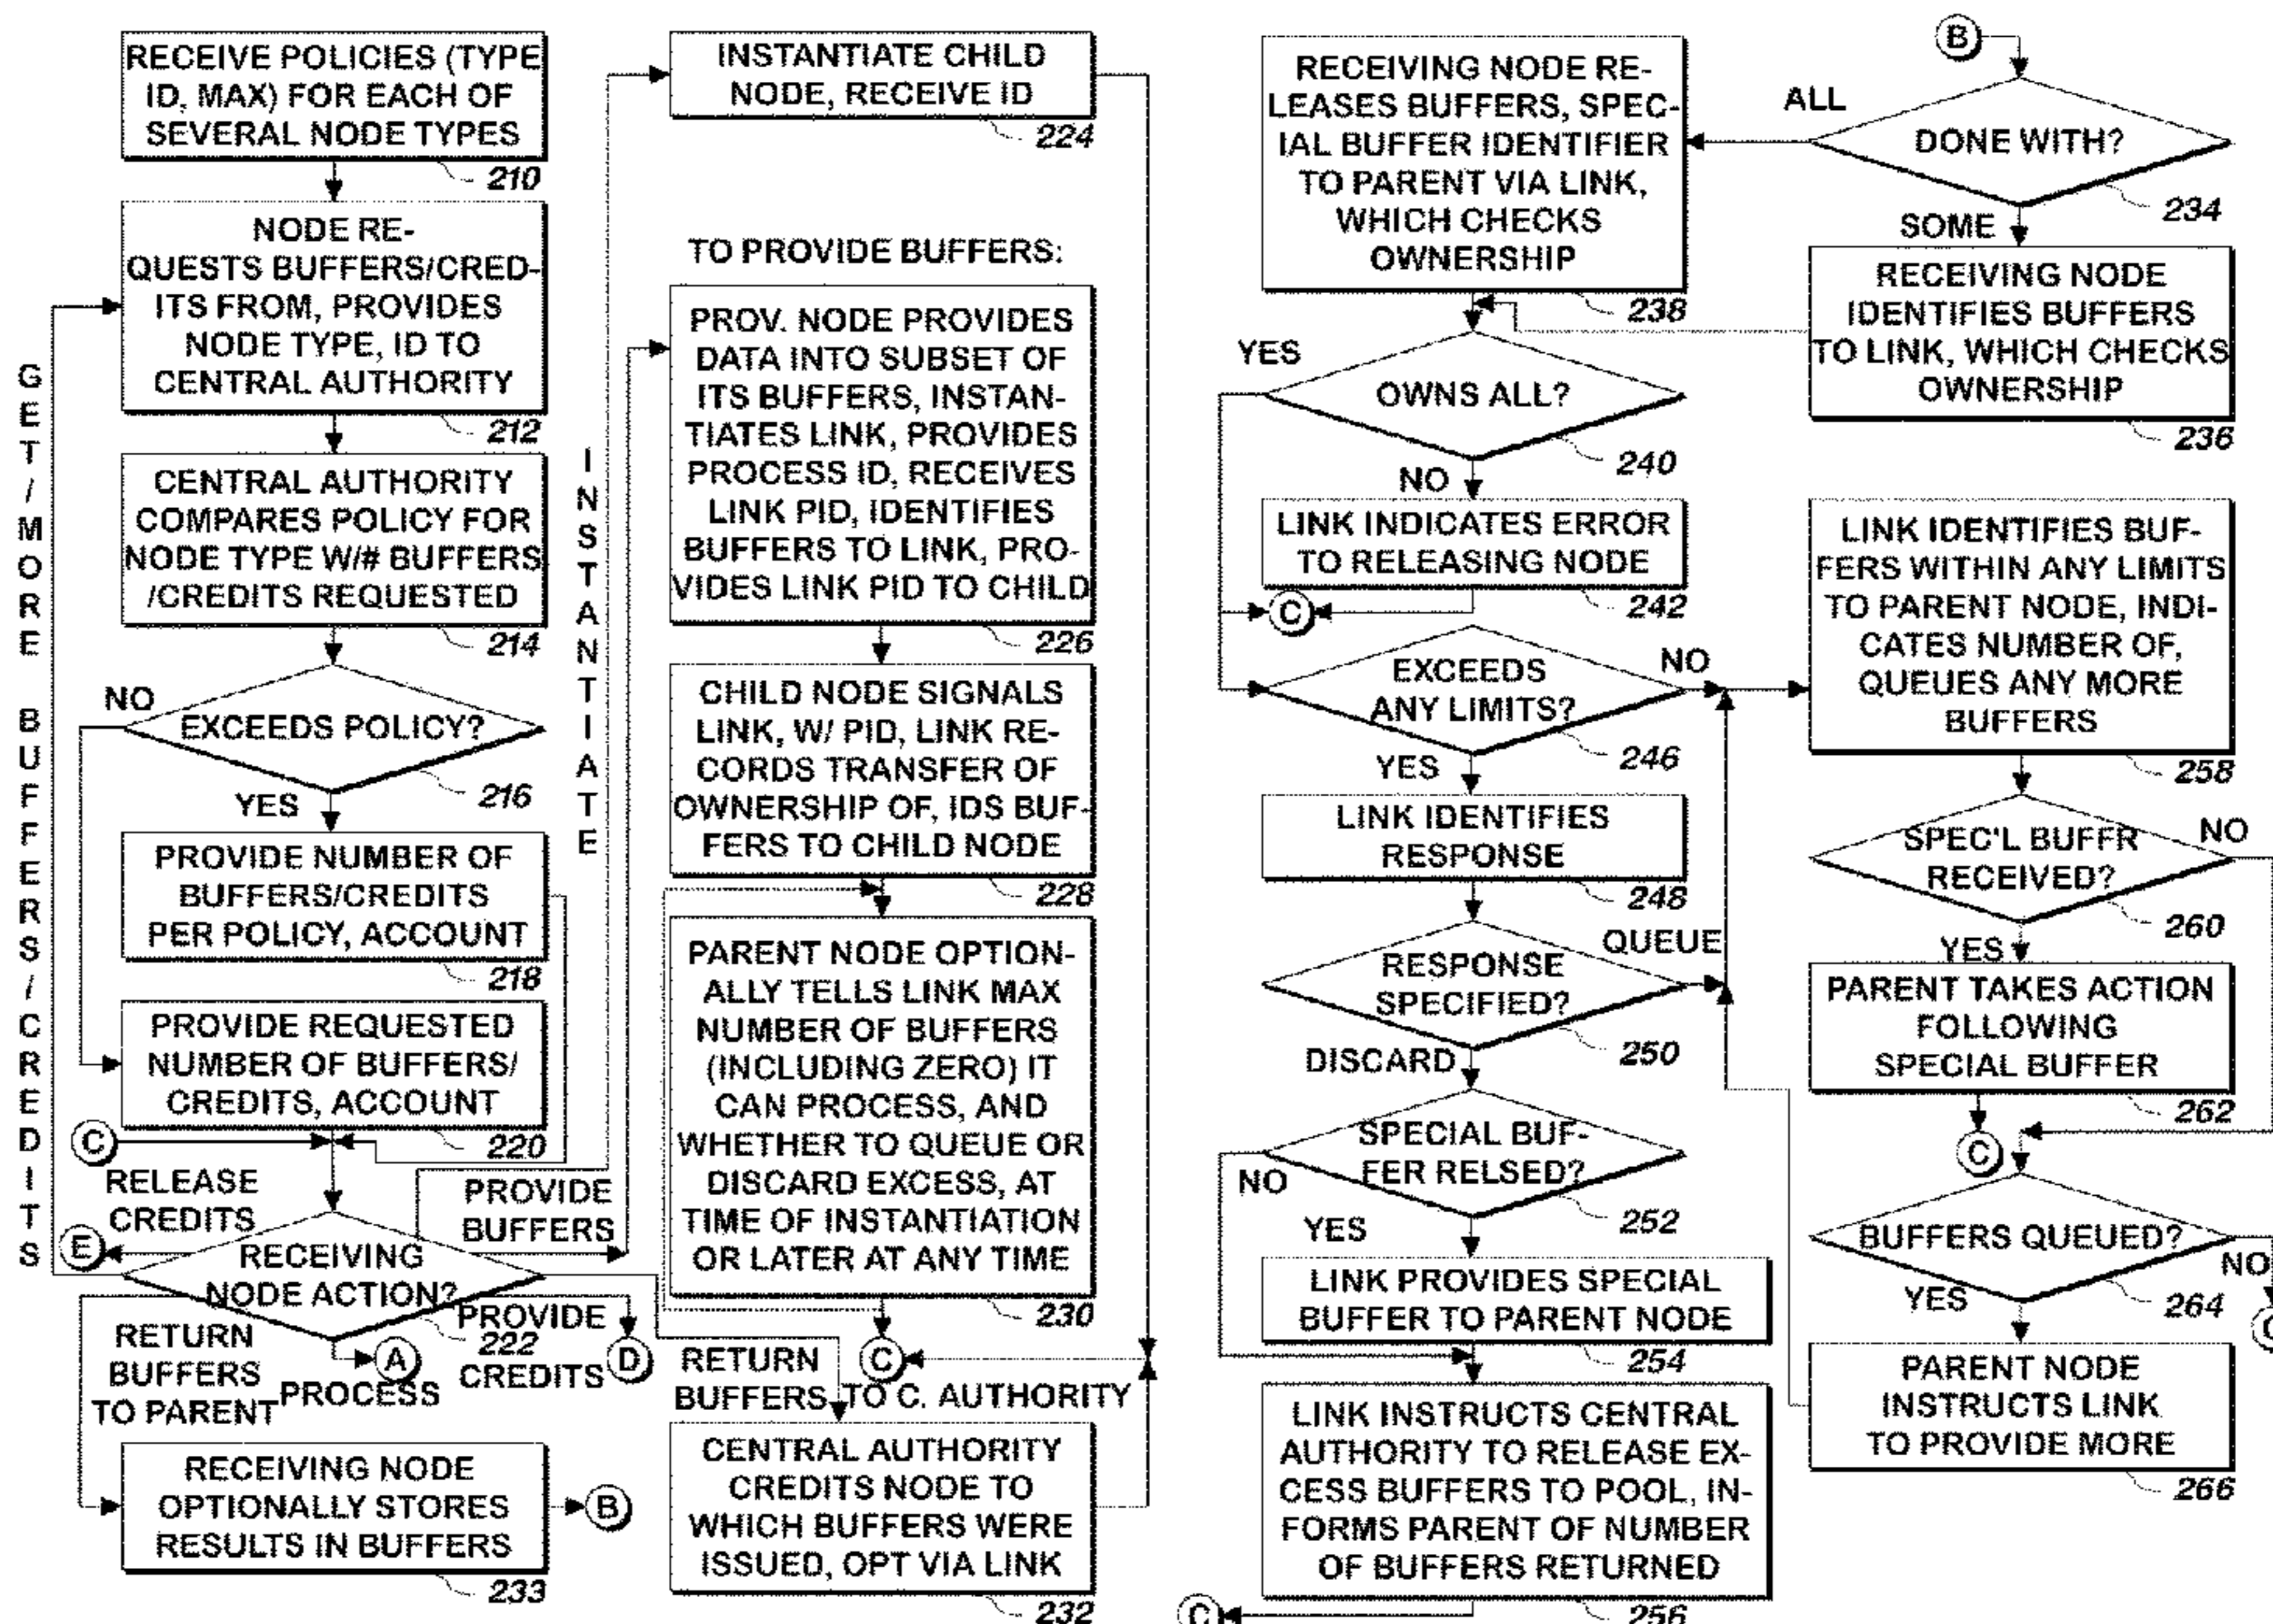 RECEIVE POLICIES (TYPE
ID, MAX) FOR EACH OF
SEVERAL NODE TYPES
210
NODE RE-
QUESTS BUFFERS/CRED-
ITS FROM, PROVIDES
NODE TYPE, ID TO
CENTRAL AUTHORITY
212
CENTRAL AUTHORITY
COMPARES POLICY FOR
NODE TYPE W/# BUFFERS
/CREDITS REQUESTED
214
NO
EXCEEDS POLICY?
216
YES
PROVIDE NUMBER OF
BUFFERS/CREDITS
PER POLICY, ACCOUNT
218
PROVIDE REQUESTED
NUMBER OF BUFFERS/
CREDITS, ACCOUNT
220
C
RELEASE
CREDITS
E
PROVIDE
BUFFERS
RECEIVING
NODE ACTION?
222
RETURN
BUFFERS
TO PARENT
A
PROCESS
PROVIDE
CREDITS
D
RECEIVING NODE
OPTIONALLY STORES
RESULTS IN BUFFERS
233
B
GET/MORE BUFFERS/CREDITS
INSTANTIATE
INSTANTIATE CHILD
NODE, RECEIVE ID
224
TO PROVIDE BUFFERS:
PROV. NODE PROVIDES
DATA INTO SUBSET OF
ITS BUFFERS, INSTAN-
TIATES LINK, PROVIDES
PROCESS ID, RECEIVES
LINK PID, IDENTIFIES
BUFFERS TO LINK, PRO-
VIDES LINK PID TO CHILD
226
CHILD NODE SIGNALS
LINK, W/ PID, LINK RE-
CORDS TRANSFER OF
OWNERSHIP OF, IDS BUF-
FERS TO CHILD NODE
228
PARENT NODE OPTION-
ALLY TELLS LINK MAX
NUMBER OF BUFFERS
(INCLUDING ZERO) IT
CAN PROCESS, AND
WHETHER TO QUEUE OR
DISCARD EXCESS, AT
TIME OF INSTANTIATION
OR LATER AT ANY TIME
230
C
RETURN
BUFFERS TO C. AUTHORITY
CENTRAL AUTHORITY
CREDITS NODE TO
WHICH BUFFERS WERE
ISSUED, OPT VIA LINK
232
RECEIVING NODE RE-
LEASES BUFFERS, SPEC-
IAL BUFFER IDENTIFIER
TO PARENT VIA LINK,
WHICH CHECKS
OWNERSHIP
238
YES
OWNS ALL?
240
NO
LINK INDICATES ERROR
TO RELEASING NODE
242
C
EXCEEDS
ANY LIMITS?
NO
246
YES
LINK IDENTIFIES
RESPONSE
248
RESPONSE
SPECIFIED?
QUEUE
250
DISCARD
SPECIAL BUF-
FER RELSED?
NO
252
YES
LINK PROVIDES SPECIAL
BUFFER TO PARENT NODE
254
LINK INSTRUCTS CENTRAL
AUTHORITY TO RELEASE EX-
CESS BUFFERS TO POOL, IN-
FORMS PARENT OF NUMBER
OF BUFFERS RETURNED
256
C
B
ALL
DONE WITH?
234
SOME
RECEIVING NODE
IDENTIFIES BUFFERS
TO LINK, WHICH CHECKS
OWNERSHIP
236
LINK IDENTIFIES BUF-
FERS WITHIN ANY LIMITS
TO PARENT NODE, INDI-
CATES NUMBER OF,
QUEUES ANY MORE
BUFFERS
258
SPEC'L BUFFR
RECEIVED?
NO
260
YES
PARENT TAKES ACTION
FOLLOWING
SPECIAL BUFFER
262
C
BUFFERS QUEUED?
NO
264
YES
PARENT NODE
INSTRUCTS LINK
TO PROVIDE MORE
266